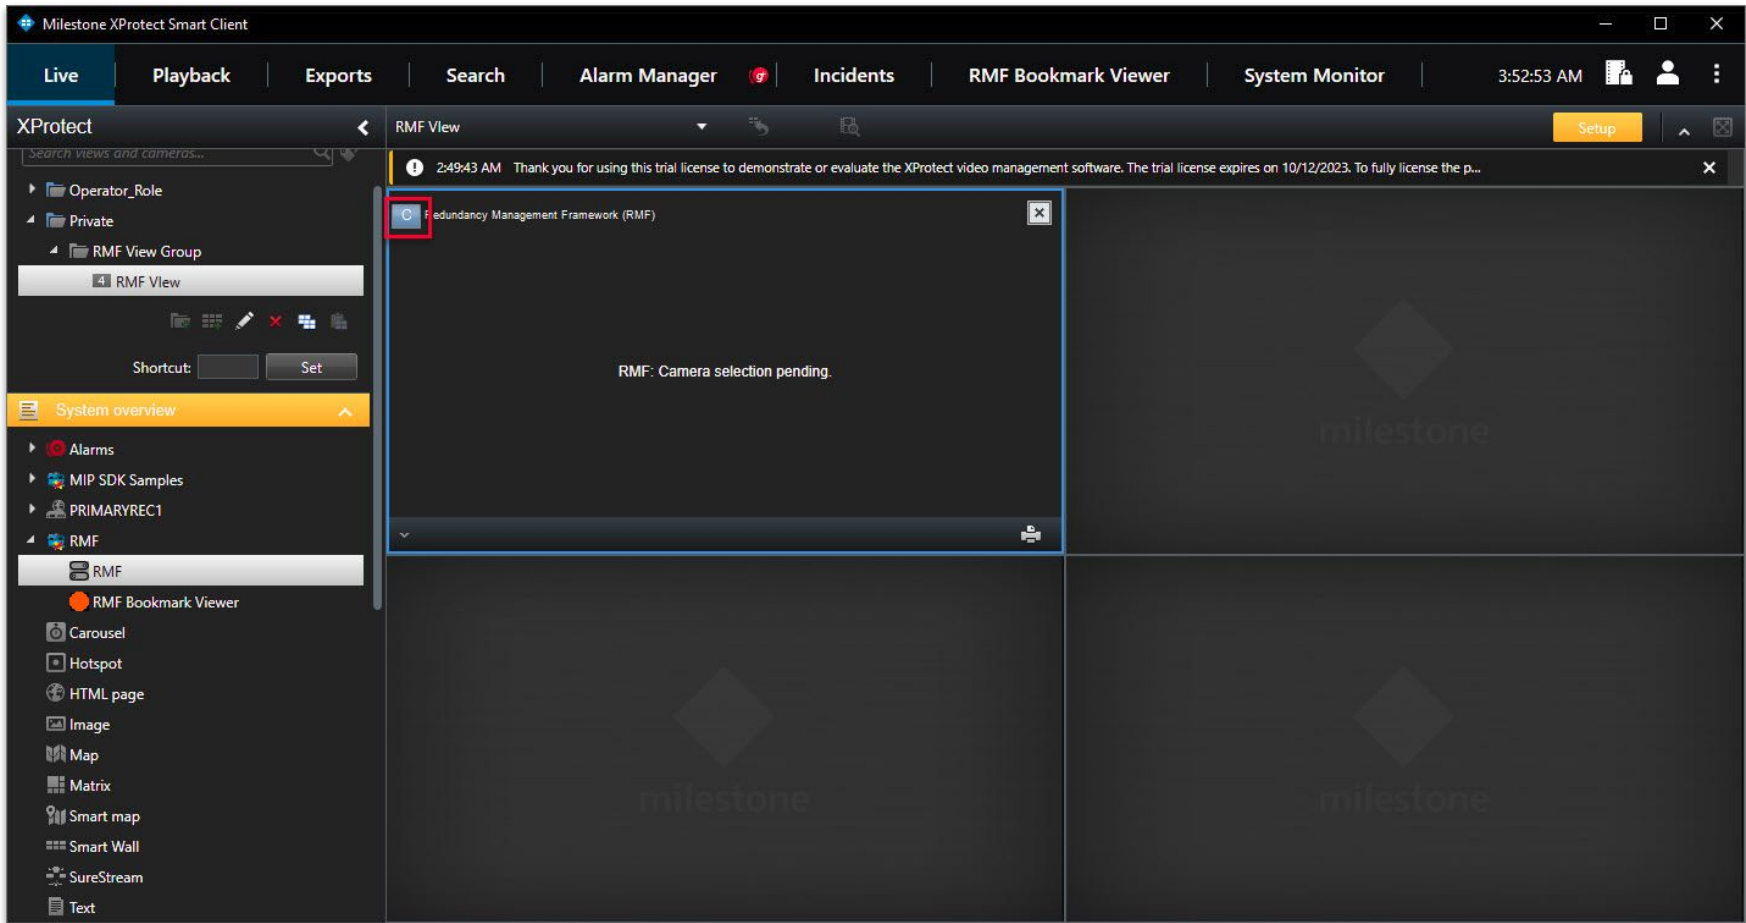 Milestone XProtect Smart Client
Live
Playback
Exports
Search
Alarm Manager
Incidents
RMF Bookmark Viewer
System Monitor
3:52:53 AM
XProtect
RMF VIew
Setup
Search views and cameras...
2:49:43 AM Thank you for using this trial license to demonstrate or evaluate the XProtect video management software. The trial license expires on 10/12/2023. To fully license the p...
Operator_Role
Private
RMF View Group
4 RMF VIew
Shortcut:
Set
System overview
Alarms
MIP SDK Samples
PRIMARYREC1
RMF
RMF
RMF Bookmark Viewer
Carousel
Hotspot
HTML page
Image
Map
Matrix
Smart map
Smart Wall
SureStream
Text
C
Redundancy Management Framework (RMF)
RMF: Camera selection pending.
milestone
milestone
milestone